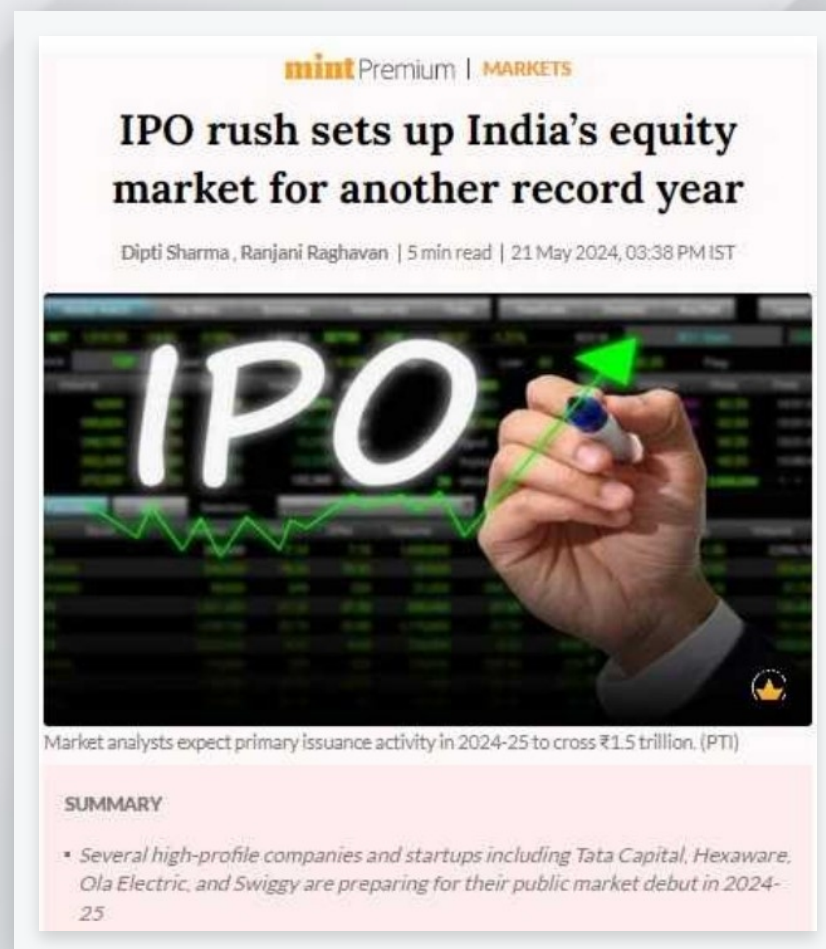 mint Premium | MARKETS
IPO rush sets up India's equity
market for another record year
Dipti Sharma , Ranjani Raghavan | 5 min read | 21 May 2024, 03:38 PM IST
IPO
Market analysts expect primary issuance activity in 2024-25 to cross ₹1.5 trillion. (PTI)
SUMMARY
▪ Several high-profile companies and startups including Tata Capital, Hexaware,
Ola Electric, and Swiggy are preparing for their public market debut in 2024-
25